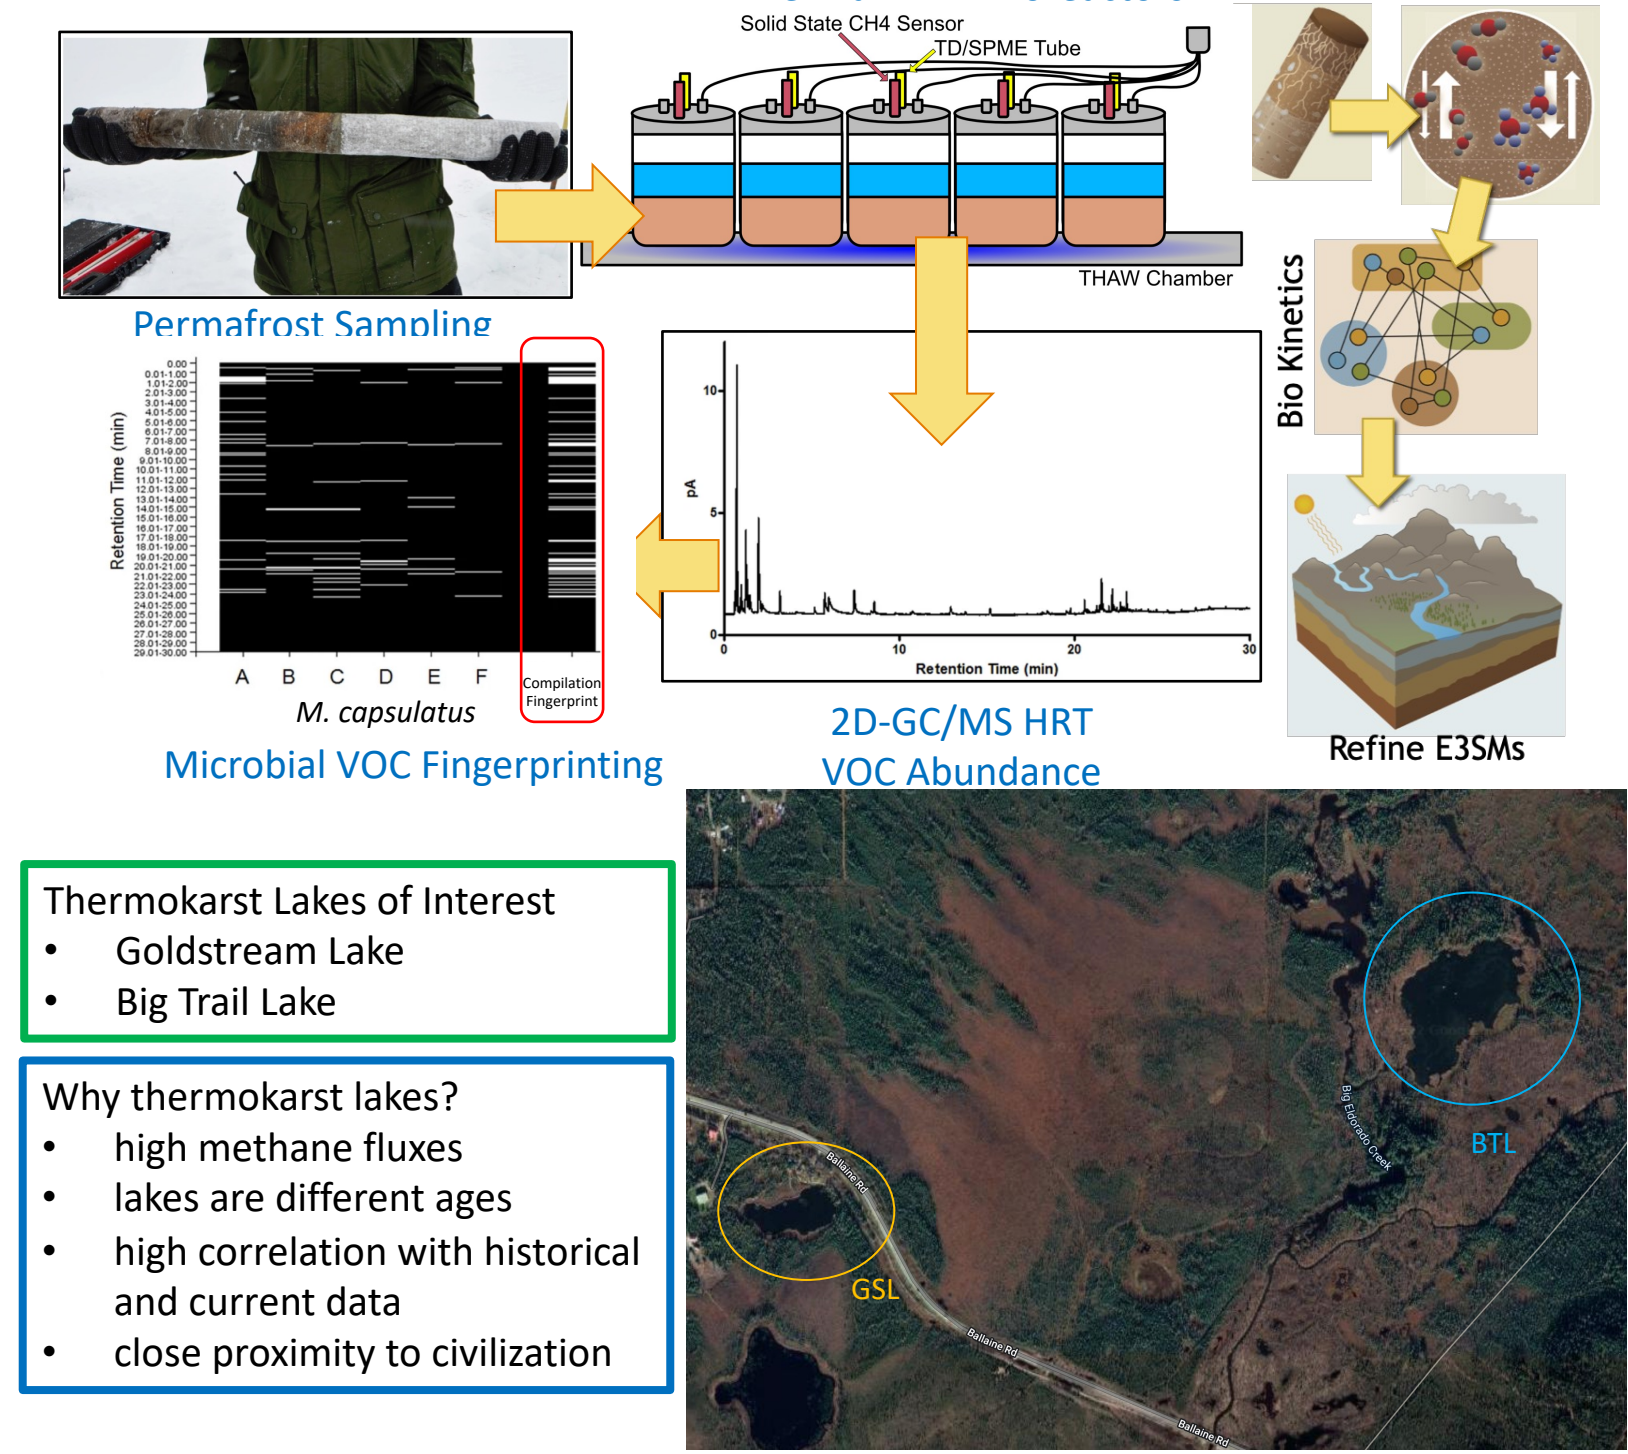 Solid State CH4 Sensor
TD/SPME Tube
THAW Chamber
Permafrost Sampling
Retention Time (min)
0.00
0.01-1.00
1.01-2.00
2.01-3.00
3.01-4.00
4.01-5.00
5.01-6.00
6.01-7.00
7.01-8.00
8.01-9.00
9.01-10.00
10.01-11.00
11.01-12.00
12.01-13.00
13.01-14.00
14.01-15.00
15.01-16.00
16.01-17.00
17.01-18.00
18.01-19.00
19.01-20.00
20.01-21.00
21.01-22.00
22.01-23.00
23.01-24.00
24.01-25.00
25.01-26.00
26.01-27.00
27.01-28.00
28.01-29.00
29.01-30.00
A B C D E F
Compilation
Fingerprint
M. capsulatus
Microbial VOC Fingerprinting
pA
10
5
0
0 10 20 30
Retention Time (min)
2D-GC/MS HRT
VOC Abundance
Bio Kinetics
Refine E3SMs
Thermokarst Lakes of Interest
• Goldstream Lake
• Big Trail Lake
Why thermokarst lakes?
• high methane fluxes
• lakes are different ages
• high correlation with historical
and current data
• close proximity to civilization
Ballaine Rd
GSL
Ballaine Rd
Ballaine Rd
Big Eldorado Creek
BTL